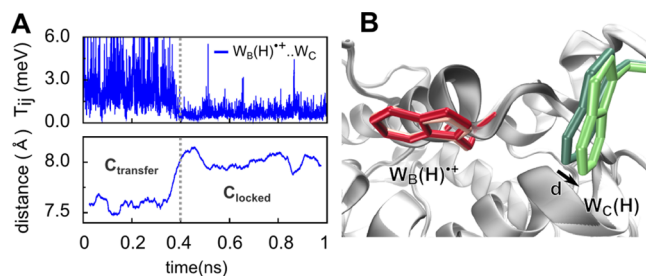 A
B
T_ij (meV)
6.0
3.0
0.0
W_B(H)^•+..W_C
distance (Å)
8.0
7.5
C_transfer
C_locked
0
0.2
0.4
0.6
0.8
1
time(ns)
W_B(H)^•+
d
W_C(H)